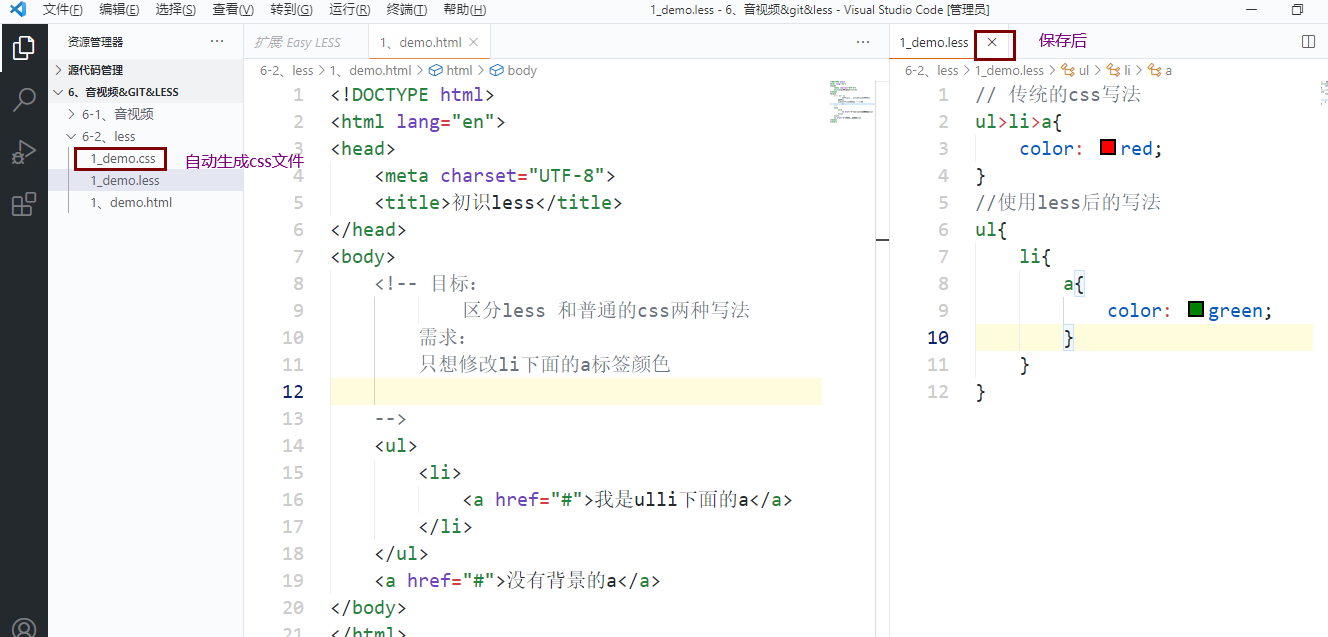 文件(F) 编辑(E) 选择(S) 查看(V) 转到(G) 运行(R) 终端(T) 帮助(H) 1_demo.less - 6、音视频&git&less - Visual Studio Code [管理员]
资源管理器 ···
源代码管理
6、音视频&GIT&LESS
6-1、音视频
6-2、less
1_demo.css
自动生成css文件
1_demo.less
1、demo.html
扩展 Easy LESS
1、demo.html ×
···
6-2、less > 1、demo.html > html > body
1 <!DOCTYPE html>
2 <html lang="en">
3 <head>
4 <meta charset="UTF-8">
5 <title>初识less</title>
6 </head>
7 <body>
8 <!-- 目标:
9 区分less 和普通的css两种写法
10 需求:
11 只想修改li下面的a标签颜色
12
13 -->
14 <ul>
15 <li>
16 <a href="#">我是ulli下面的a</a>
17 </li>
18 </ul>
19 <a href="#">没有背景的a</a>
20 </body>
21 </html>
1_demo.less × 保存后
6-2、less > 1_demo.less > ul > li > a
1 // 传统的css写法
2 ul>li>a{
3 color: red;
4 }
5 //使用less后的写法
6 ul{
7 li{
8 a{
9 color: green;
10 }
11 }
12 }